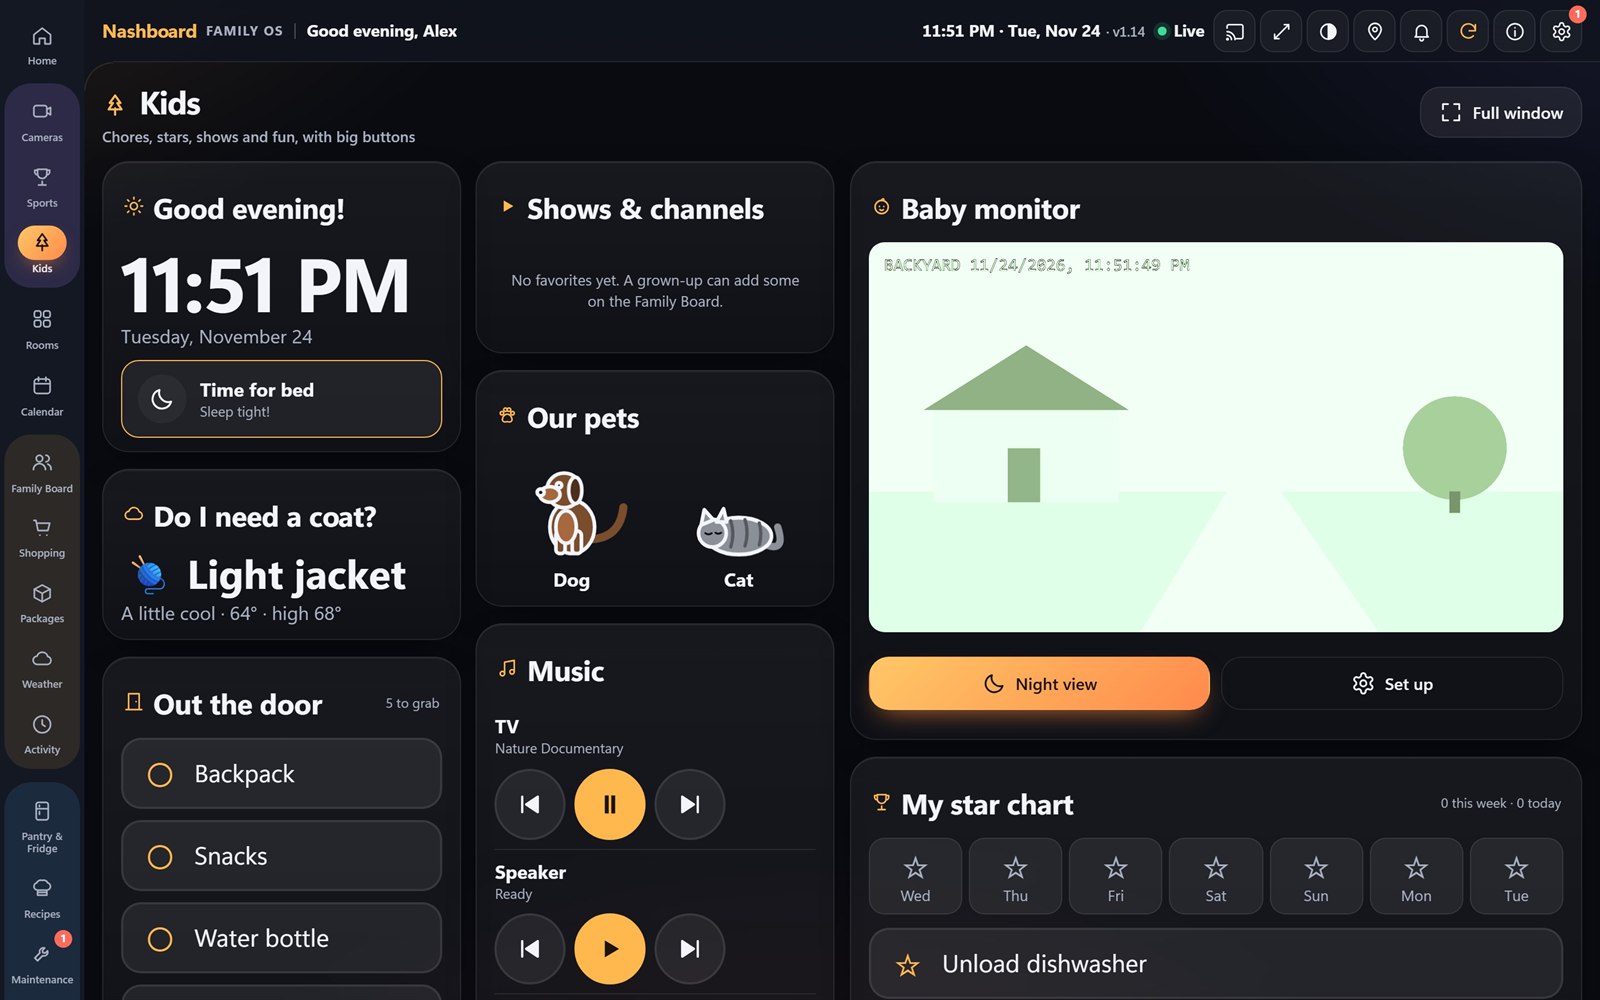 Nashboard FAMILY OS | Good evening, Alex
11:51 PM · Tue, Nov 24 · v1.14 Live
1
Home
Cameras
Sports
Kids
Rooms
Calendar
Family Board
Shopping
Packages
Weather
Activity
Pantry &
Fridge
Recipes
1
Maintenance
Kids
Chores, stars, shows and fun, with big buttons
Full window
Good evening!
11:51 PM
Tuesday, November 24
Time for bed
Sleep tight!
Do I need a coat?
Light jacket
A little cool · 64° · high 68°
Out the door
5 to grab
Backpack
Snacks
Water bottle
Shows & channels
No favorites yet. A grown-up can add some
on the Family Board.
Our pets
Dog
Cat
Music
TV
Nature Documentary
Speaker
Ready
Baby monitor
BACKYARD 11/24/2026, 11:51:49 PM
Night view
Set up
My star chart
0 this week · 0 today
Wed
Thu
Fri
Sat
Sun
Mon
Tue
Unload dishwasher